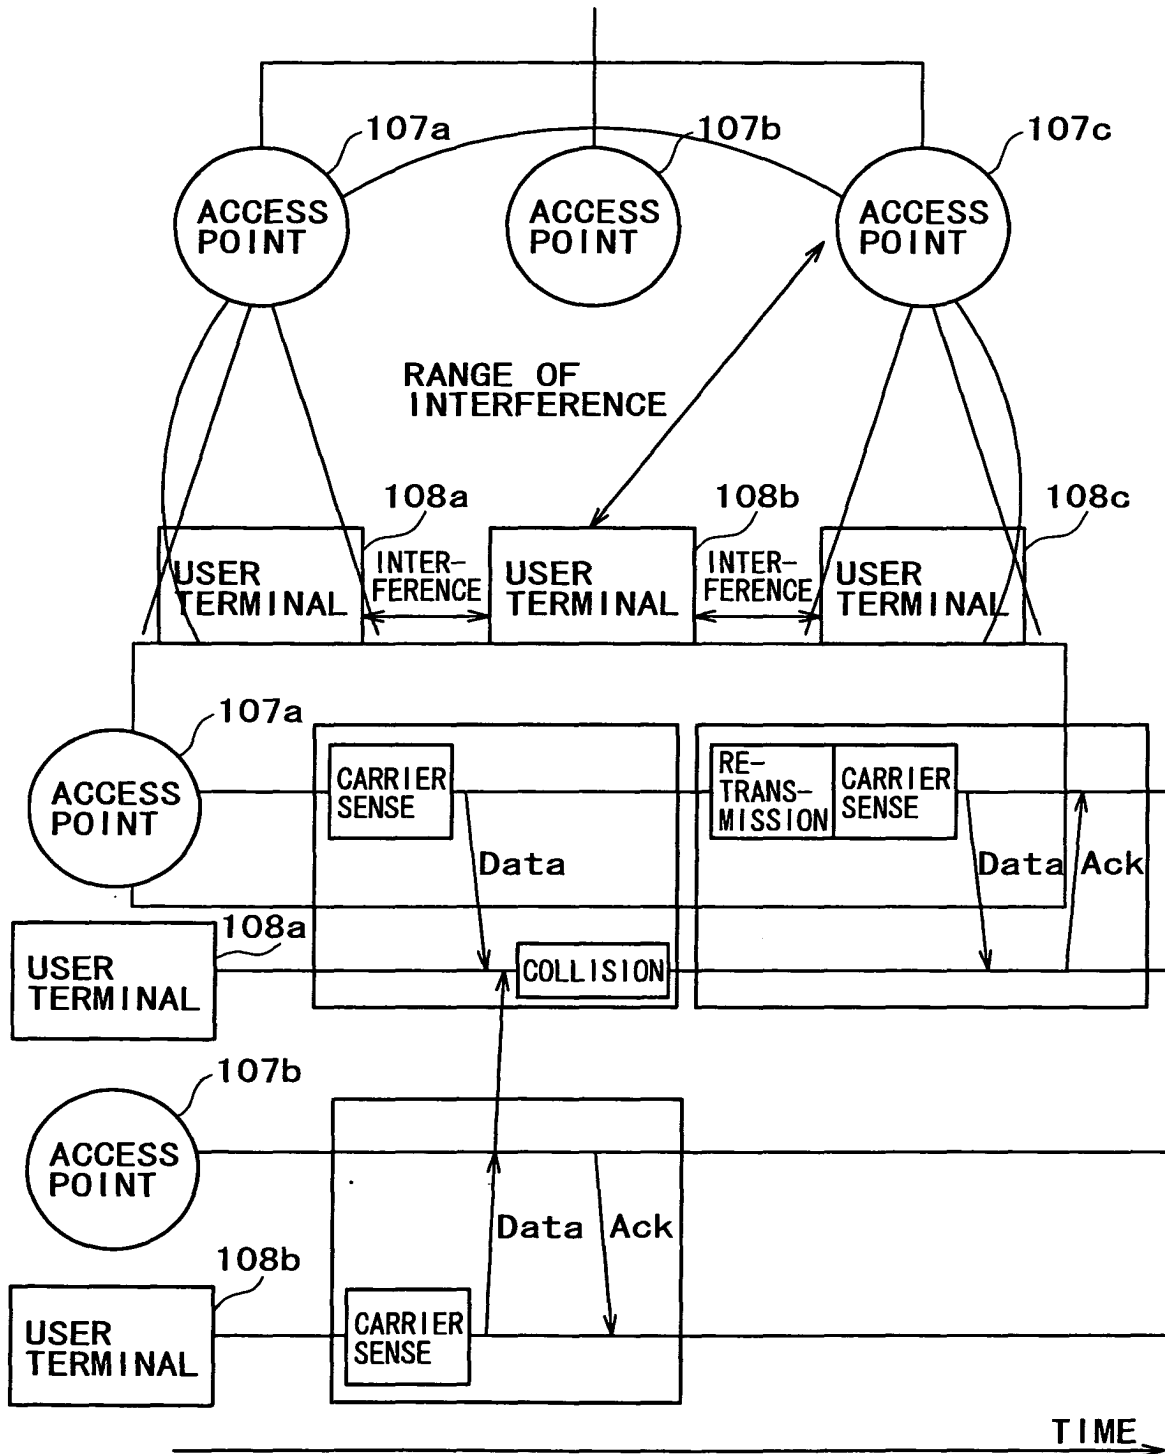 107a
107b
107c
ACCESS
POINT
ACCESS
POINT
ACCESS
POINT
RANGE OF
INTERFERENCE
108a
108b
108c
USER
TERMINAL
INTER-
FERENCE
USER
TERMINAL
INTER-
FERENCE
USER
TERMINAL
107a
ACCESS
POINT
CARRIER
SENSE
RE-
TRANS-
MISSION
CARRIER
SENSE
Data
Data
Ack
108a
USER
TERMINAL
COLLISION
107b
ACCESS
POINT
Data
Ack
108b
USER
TERMINAL
CARRIER
SENSE
TIME